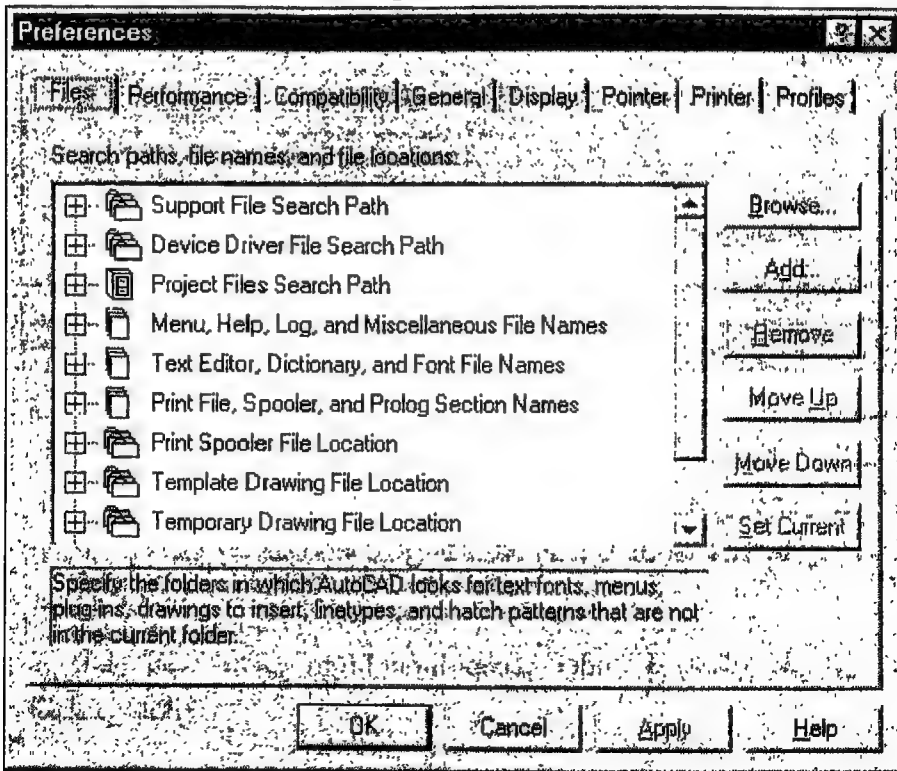 Preferences
Files Performance Compatibility General Display Pointer Printer Profiles
Search paths, file names, and file locations:
Support File Search Path
Device Driver File Search Path
Project Files Search Path
Menu, Help, Log, and Miscellaneous File Names
Text Editor, Dictionary, and Font File Names
Print File, Spooler, and Prolog Section Names
Print Spooler File Location
Template Drawing File Location
Temporary Drawing File Location
Browse...
Add...
Remove
Move Up
Move Down
Set Current
Specify the folders in which AutoCAD looks for text fonts, menus,
plug-ins, drawings to insert, linetypes, and hatch patterns that are not
in the current folder.
OK Cancel Apply Help